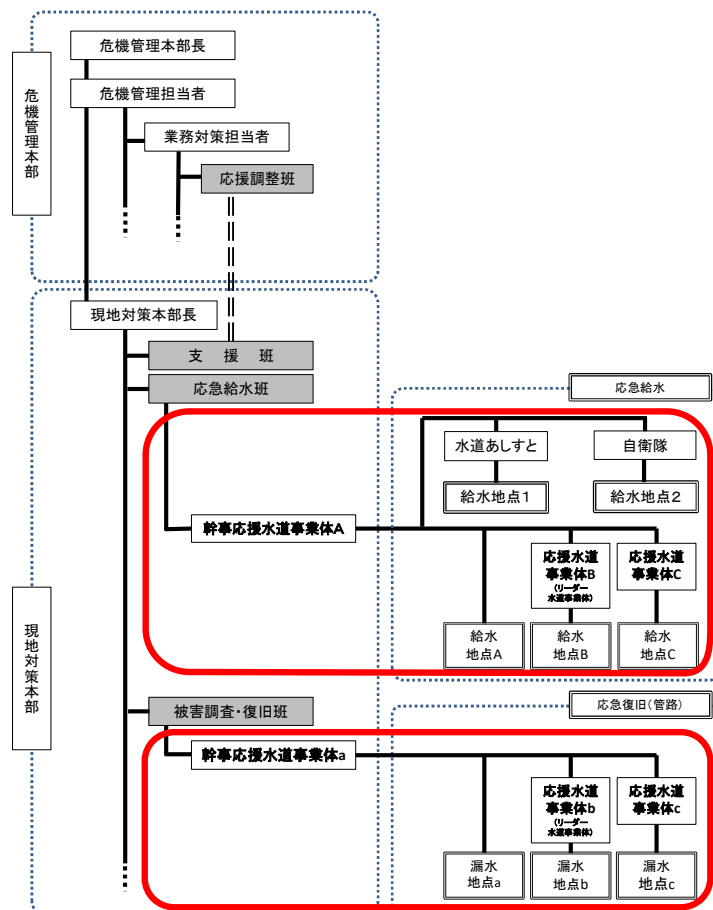 危機管理本部
危機管理本部長
危機管理担当者
業務対策担当者
応援調整班
現地対策本部
現地対策本部長
支　援　班
応急給水班
応急給水
水道あしすと
自衛隊
給水地点1
給水地点２
幹事応援水道事業体A
応援水道
事業体B
(リーダー
水道事業体)
応援水道
事業体C
給水
地点A
給水
地点B
給水
地点C
被害調査・復旧班
応急復旧（管路）
幹事応援水道事業体a
応援水道
事業体b
(リーダー
水道事業体)
応援水道
事業体c
漏水
地点a
漏水
地点b
漏水
地点c